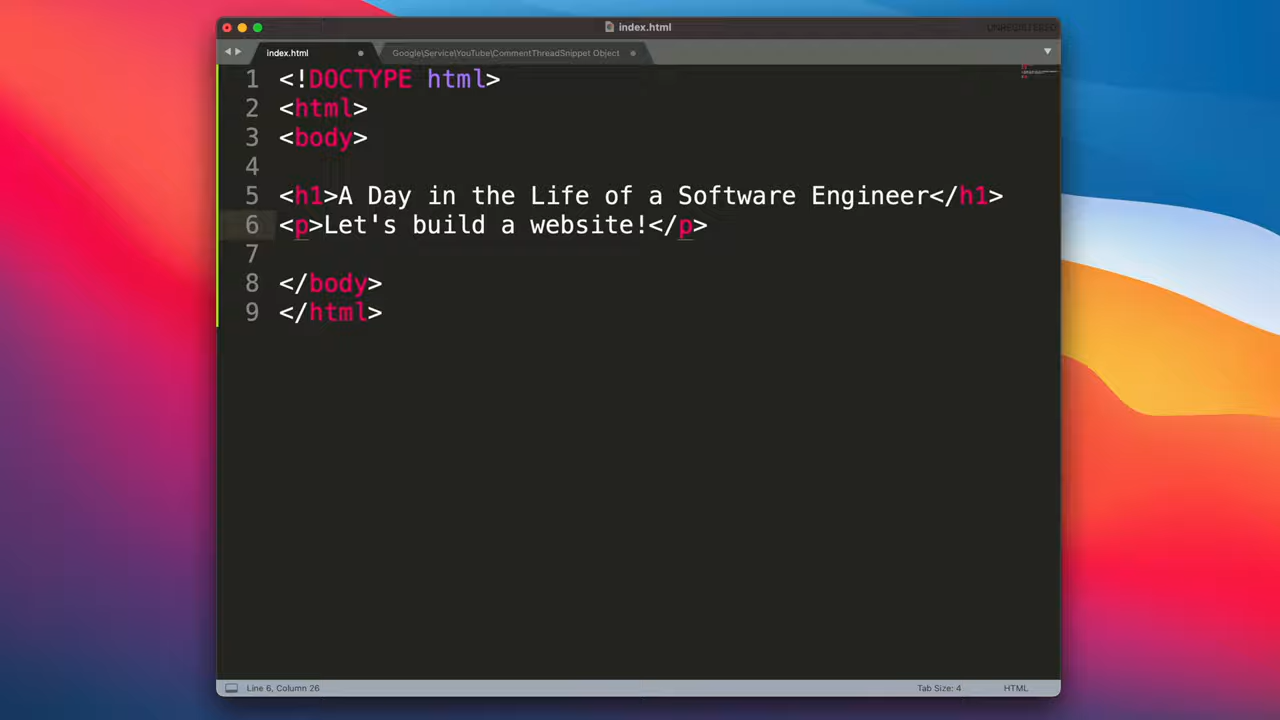 index.html
UNREGISTERED
index.html
Google\Service\YouTube\CommentThreadSnippet Object
1 <!DOCTYPE html>
2 <html>
3 <body>
4
5 <h1>A Day in the Life of a Software Engineer</h1>
6 <p>Let's build a website!</p>
7
8 </body>
9 </html>
Line 6, Column 26
Tab Size: 4
HTML